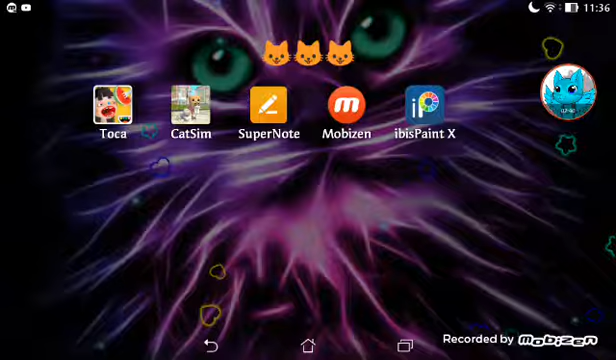 11:36
Toca
CatSim
SuperNote
Mobizen
ibisPaint X
Recorded by MOBIZEN